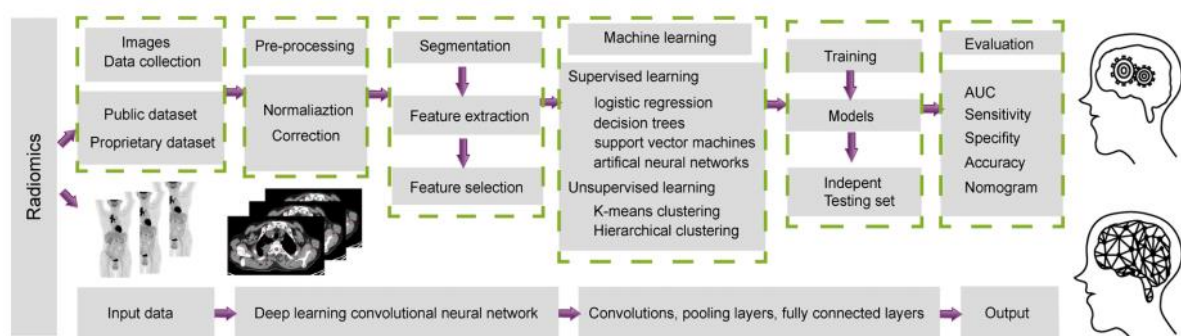 Radiomics
Images
Data collection
Public dataset
Proprietary dataset
Pre-processing
Normaliaztion
Correction
Segmentation
Feature extraction
Feature selection
Machine learning
Supervised learning
logistic regression
decision trees
support vector machines
artifical neural networks
Unsupervised learning
K-means clustering
Hierarchical clustering
Training
Models
Indepent
Testing set
Evaluation
AUC
Sensitivity
Specifity
Accuracy
Nomogram
Input data
Deep learning convolutional neural network
Convolutions, pooling layers, fully connected layers
Output